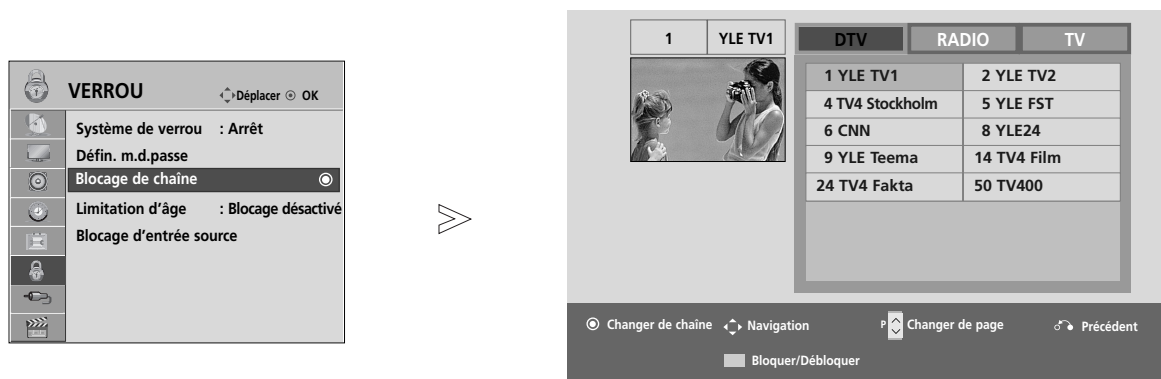 VERROU Déplacer OK
Système de verrou : Arrêt
Défin. m.d.passe
Blocage de chaîne
Limitation d'âge : Blocage désactivé
Blocage d'entrée source
1 YLE TV1
DTV RADIO TV
1 YLE TV1 2 YLE TV2
4 TV4 Stockholm 5 YLE FST
6 CNN 8 YLE24
9 YLE Teema 14 TV4 Film
24 TV4 Fakta 50 TV400
Changer de chaîne Navigation P Changer de page Précédent
Bloquer/Débloquer